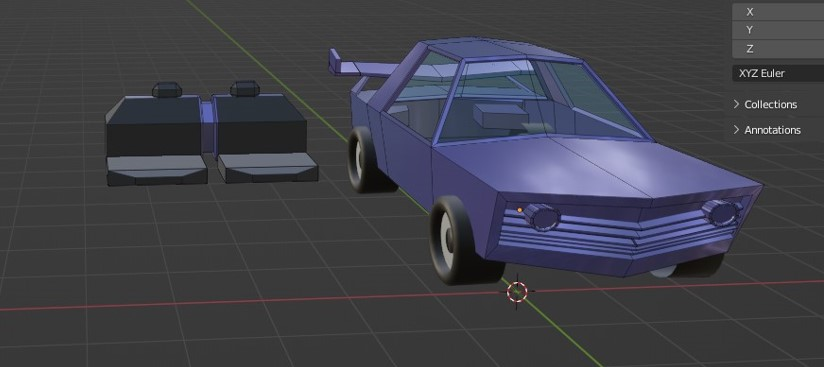 X
Y
Z
XYZ Euler
Collections
Annotations